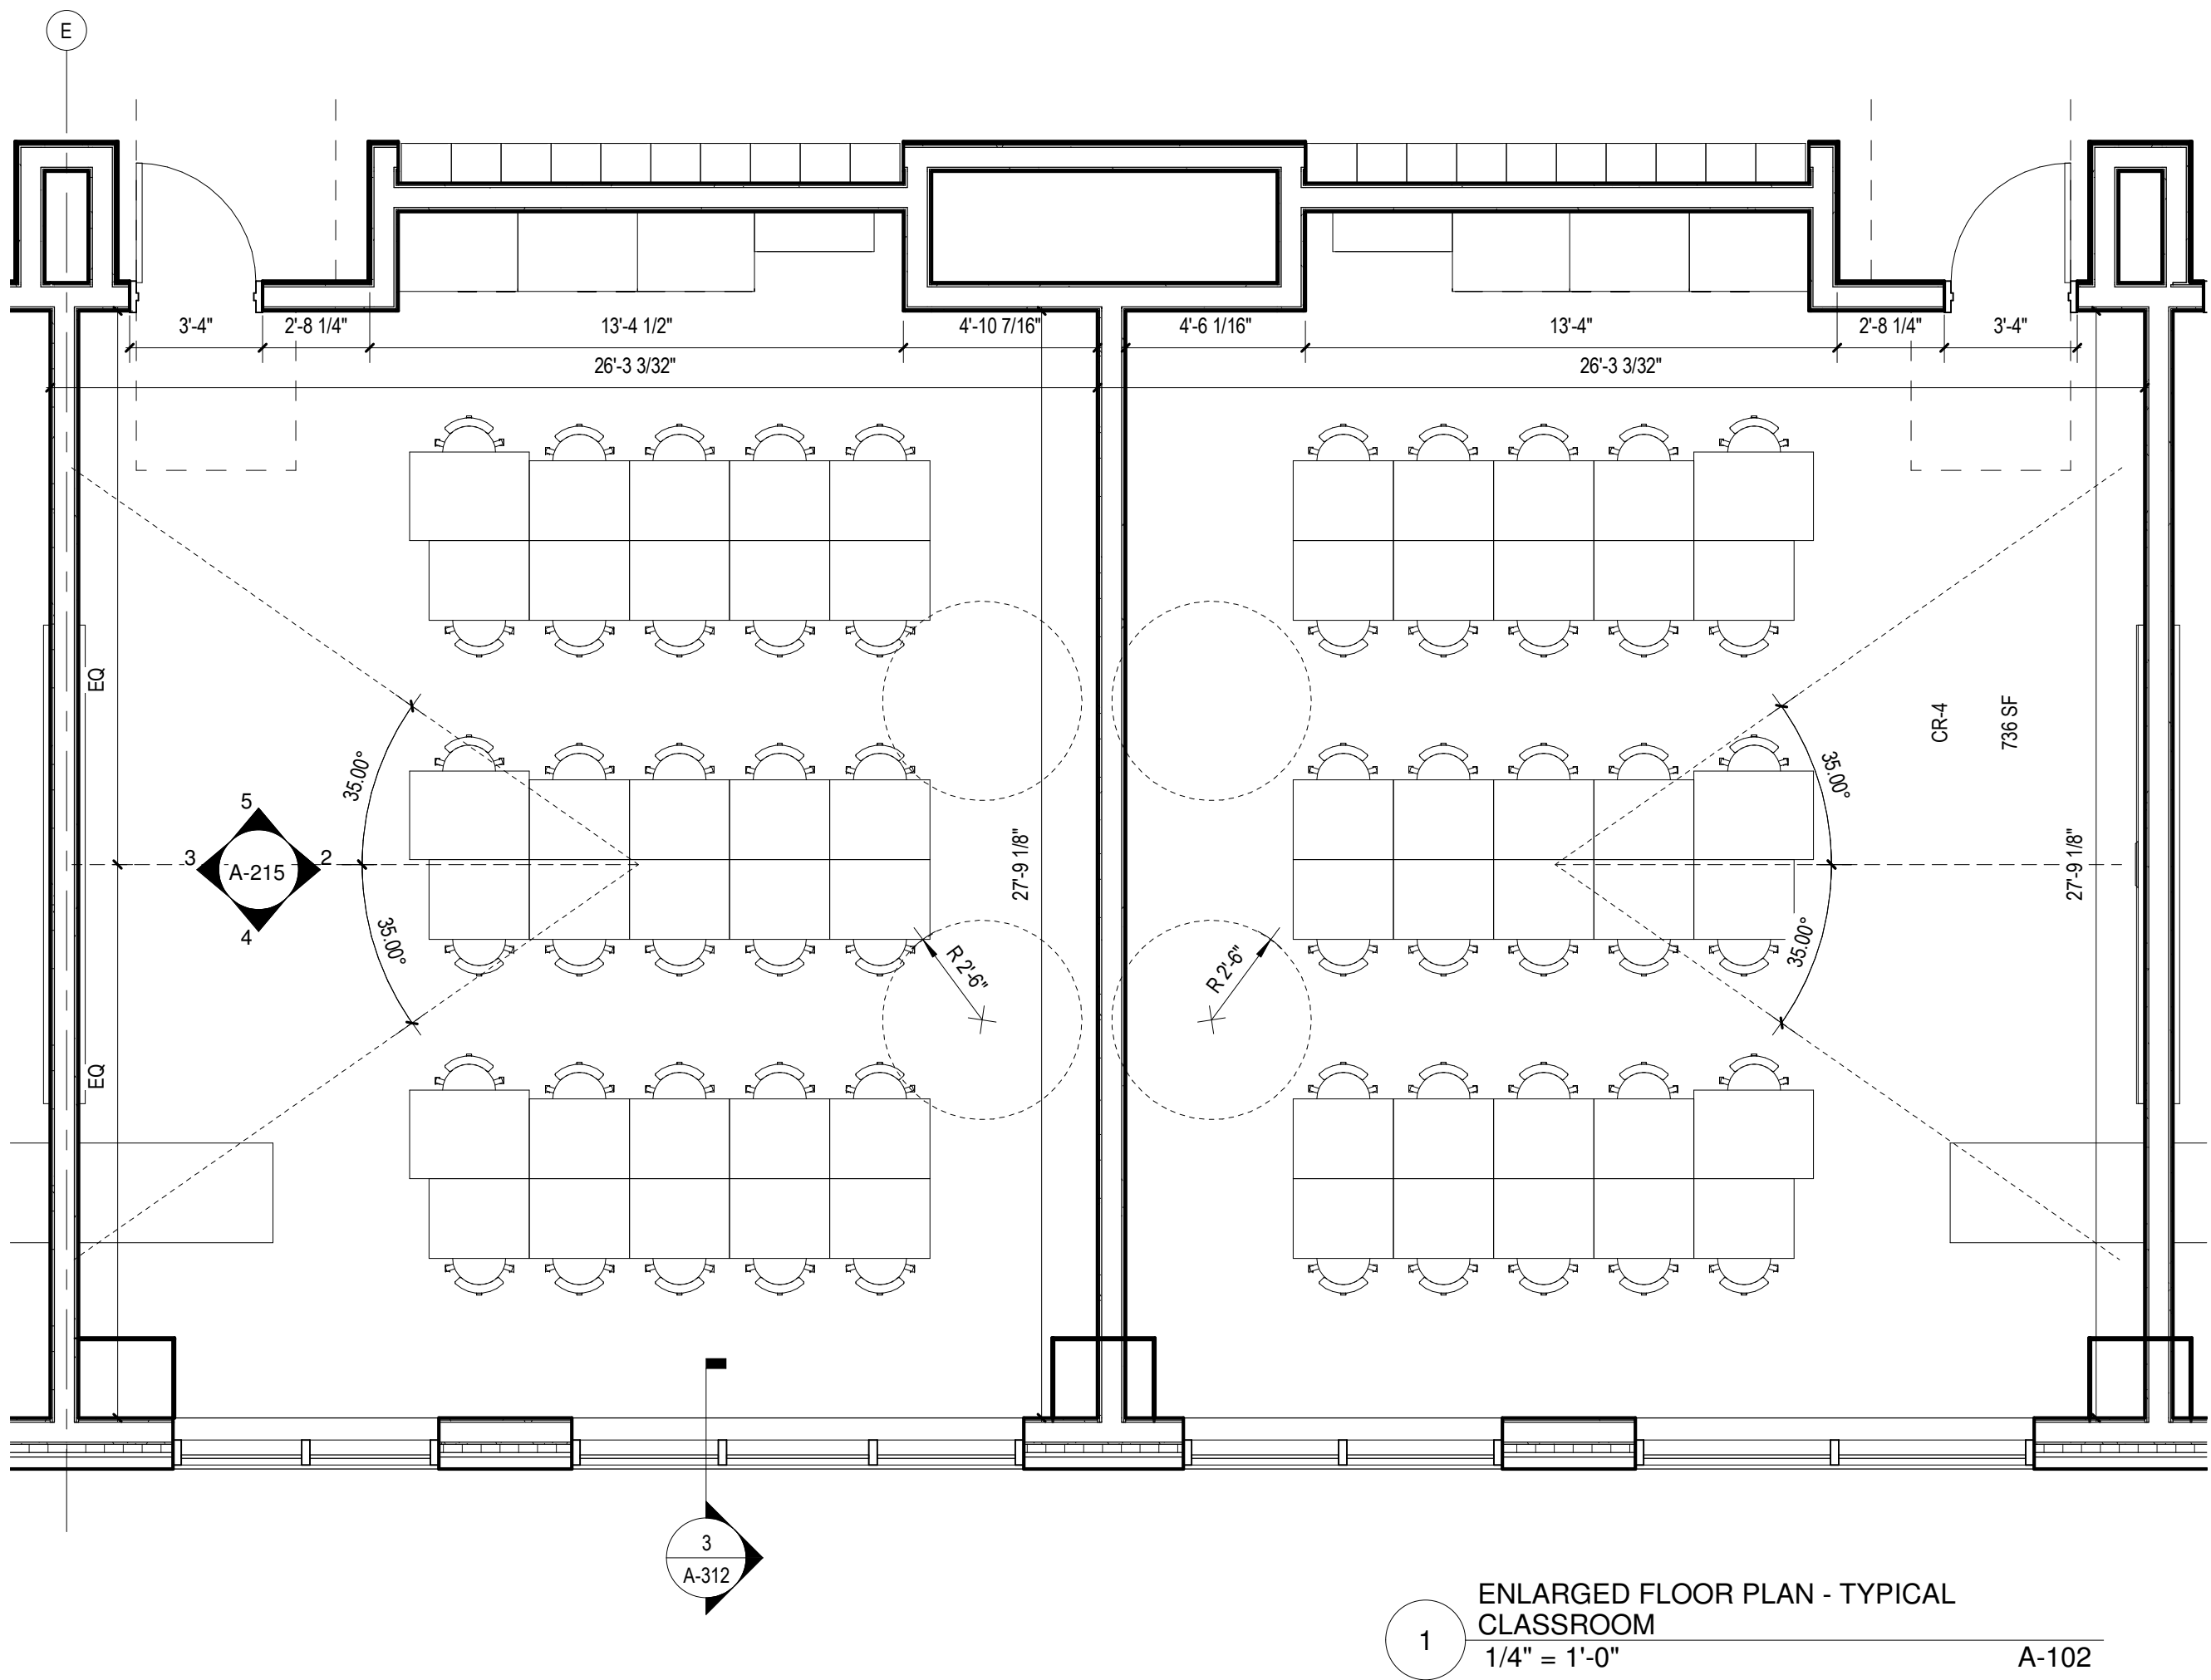 E
3'-4"
2'-8 1/4"
13'-4 1/2"
4'-10 7/16"
4'-6 1/16"
13'-4"
2'-8 1/4"
3'-4"
26'-3 3/32"
26'-3 3/32"
EQ
CR-4
736 SF
35.00°
35.00°
5
3
A-215
2
4
27'-9 1/8"
27'-9 1/8"
35.00°
35.00°
R 2'-6"
R 2'-6"
EQ
3
A-312
1
ENLARGED FLOOR PLAN - TYPICAL
CLASSROOM
1/4" = 1'-0"
A-102